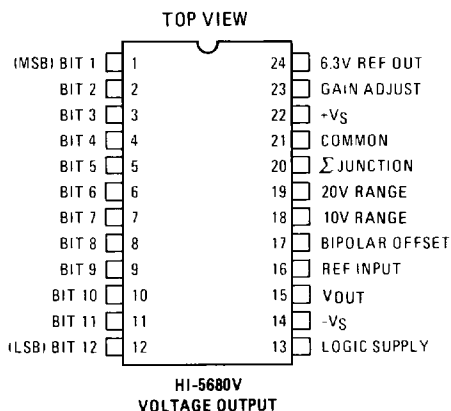 TOP VIEW
(MSB) BIT 1 1 24 6.3V REF OUT
BIT 2 2 23 GAIN ADJUST
BIT 3 3 22 +VS
BIT 4 4 21 COMMON
BIT 5 5 20 Σ JUNCTION
BIT 6 6 19 20V RANGE
BIT 7 7 18 10V RANGE
BIT 8 8 17 BIPOLAR OFFSET
BIT 9 9 16 REF INPUT
BIT 10 10 15 VOUT
BIT 11 11 14 -VS
(LSB) BIT 12 12 13 LOGIC SUPPLY
HI-5680V
VOLTAGE OUTPUT